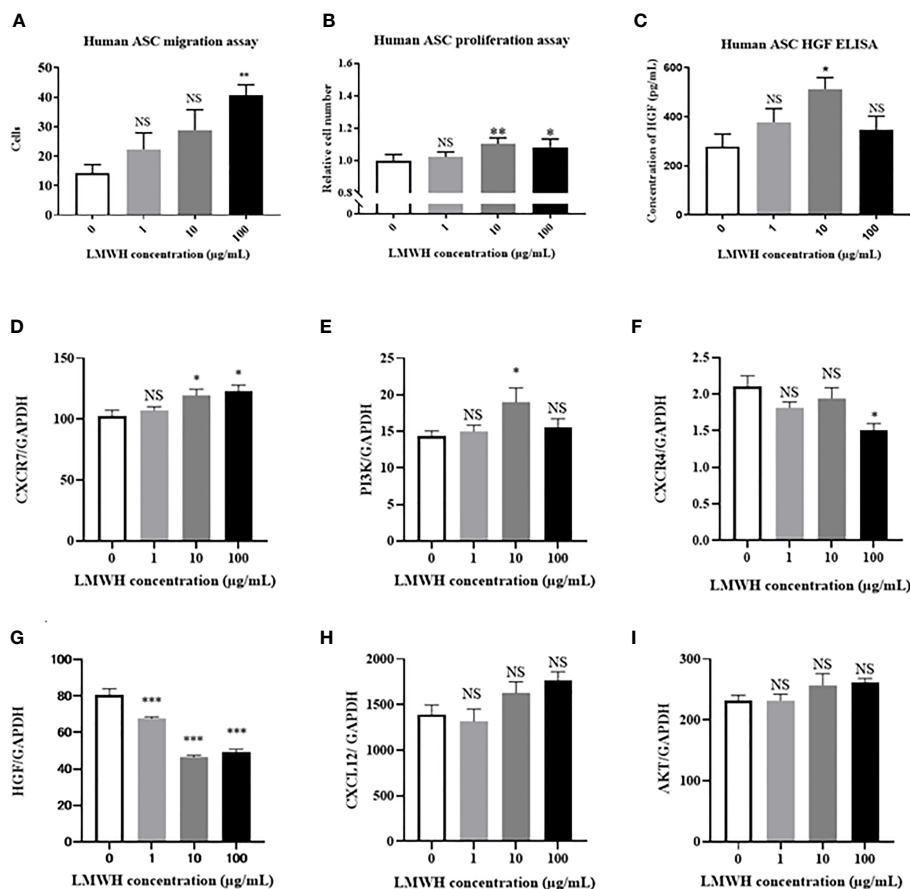 A
Human ASC migration assay
Cells
50
40
30
20
10
0
NS
NS
**
0 1 10 100
LMWH concentration (µg/mL)
B
Human ASC proliferation assay
Relative cell number
1.6
1.4
1.2
1.0
0.8
0
NS
**
*
0 1 10 100
LMWH concentration (µg/mL)
C
Human ASC HGF ELISA
Concentration of HGF (pg/mL)
600
400
200
0
NS
*
NS
0 1 10 100
LMWH concentration (µg/mL)
D
CXCR7/GAPDH
150
100
50
0
NS
*
*
0 1 10 100
LMWH concentration (µg/mL)
E
PI3K/GAPDH
25
20
15
10
5
0
NS
*
NS
0 1 10 100
LMWH concentration (µg/mL)
F
CXCR4/GAPDH
2.5
2.0
1.5
1.0
0.5
0.0
NS
NS
*
0 1 10 100
LMWH concentration (µg/mL)
G
HGF/GAPDH
100
80
60
40
20
0
***
***
***
0 1 10 100
LMWH concentration (µg/mL)
H
CXCL12/ GAPDH
2000
1500
1000
500
0
NS
NS
NS
0 1 10 100
LMWH concentration (µg/mL)
I
AKT/GAPDH
300
200
100
0
NS
NS
NS
0 1 10 100
LMWH concentration (µg/mL)